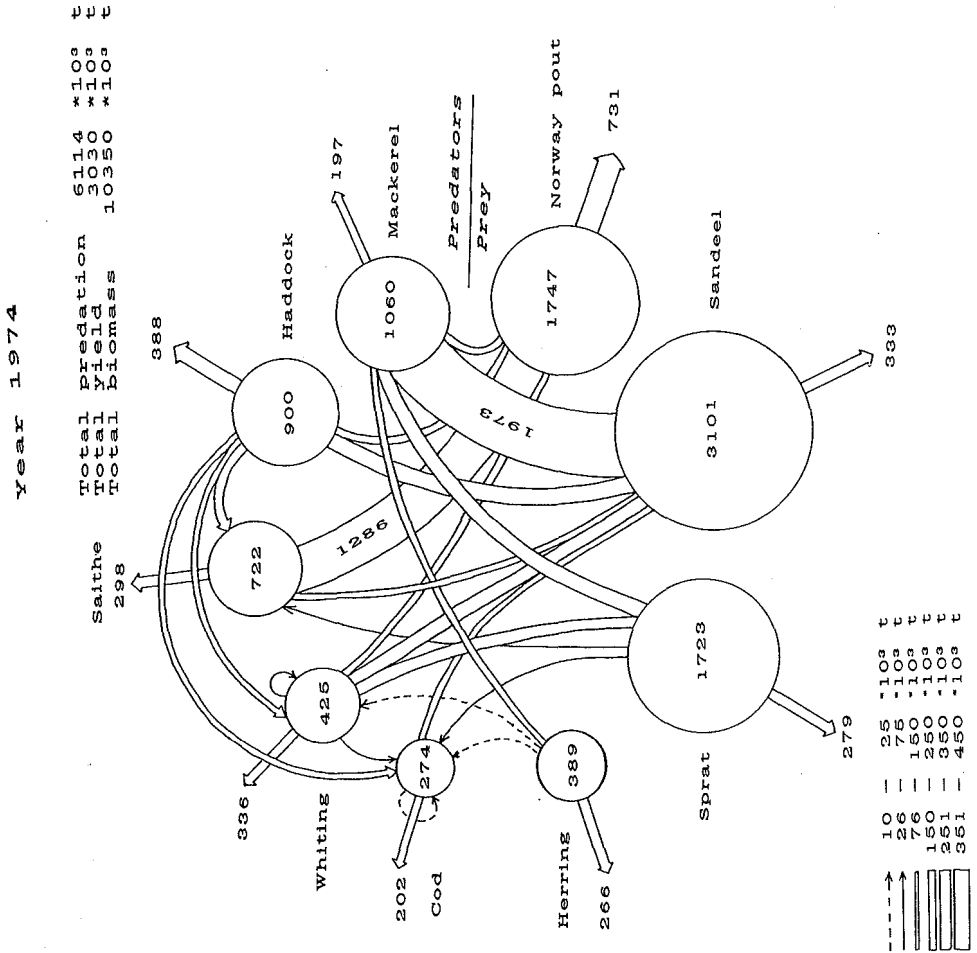 Year 1974
Total predation 6114 *10³ t
Total yield 3030 *10³ t
Total biomass 10350 *10³ t
Saithe
298
388
Haddock
197
Mackerel
Predators
Prey
Norway pout
731
Sandeel
333
279
Sprat
266
Herring
Cod
202
Whiting
336
722
900
1060
1747
3101
1723
389
274
425
1286
1973
10 - 25 *10³ t
26 - 75 *10³ t
76 - 150 *10³ t
150 - 250 *10³ t
251 - 350 *10³ t
351 - 450 *10³ t